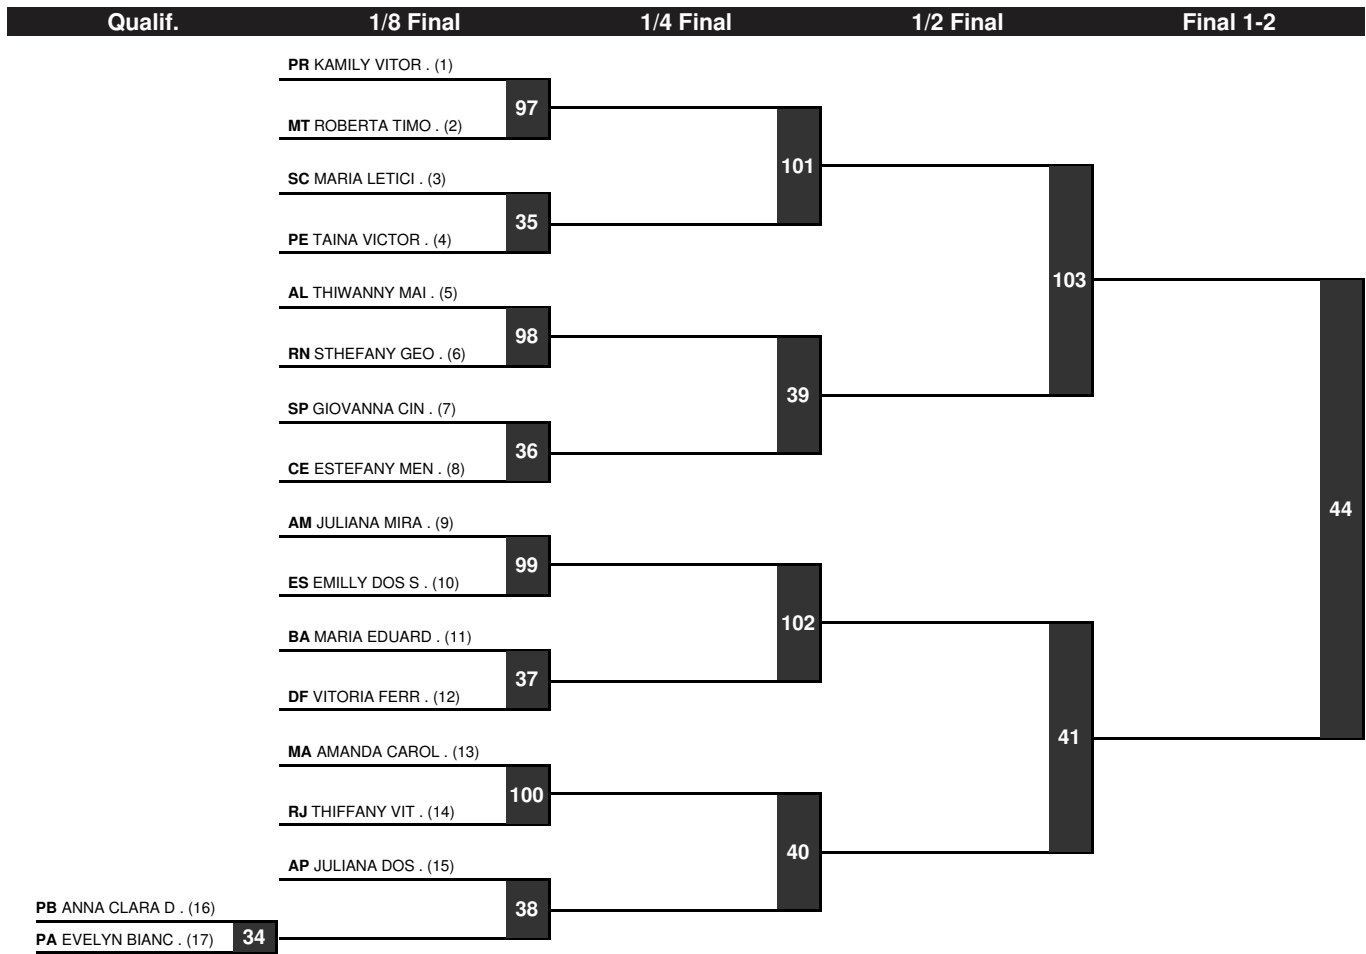 Qualif. 1/8 Final 1/4 Final 1/2 Final Final 1-2
PR KAMILY VITOR . (1)
97
MT ROBERTA TIMO . (2)
101
SC MARIA LETICI . (3)
35
PE TAINA VICTOR . (4)
103
AL THIWANNY MAI . (5)
98
RN STHEFANY GEO . (6)
39
SP GIOVANNA CIN . (7)
36
CE ESTEFANY MEN . (8)
44
AM JULIANA MIRA . (9)
99
ES EMILLY DOS S . (10)
102
BA MARIA EDUARD . (11)
37
DF VITORIA FERR . (12)
41
MA AMANDA CAROL . (13)
100
RJ THIFFANY VIT . (14)
40
AP JULIANA DOS . (15)
38
PB ANNA CLARA D . (16)
34
PA EVELYN BIANC . (17)